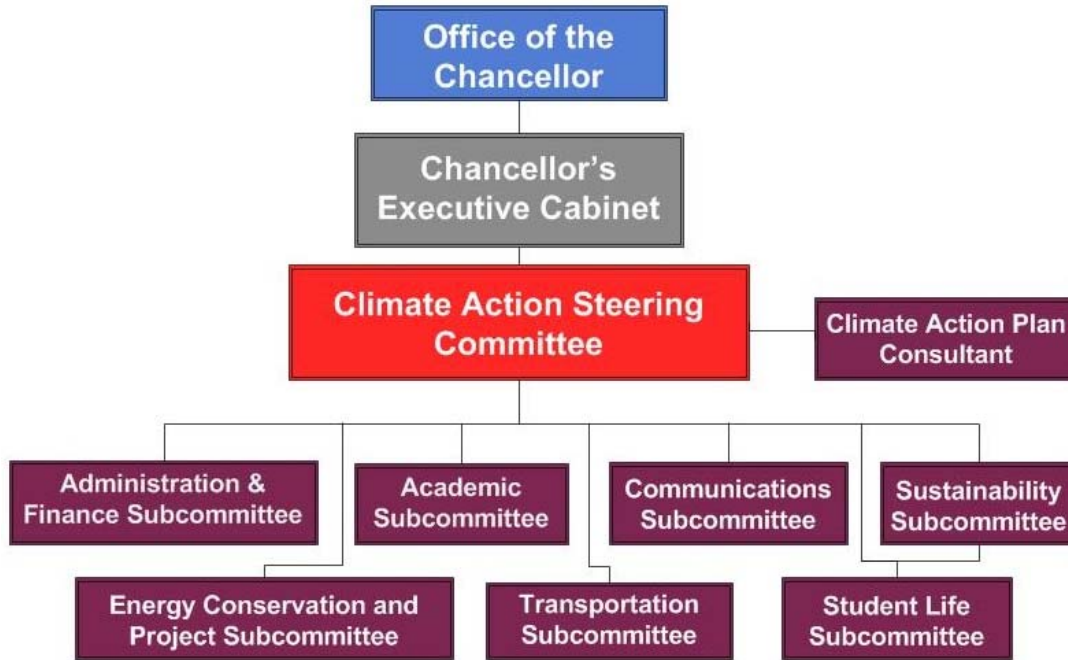 Office of the
Chancellor
Chancellor's
Executive Cabinet
Climate Action Steering
Committee
Climate Action Plan
Consultant
Administration &
Finance Subcommittee
Academic
Subcommittee
Communications
Subcommittee
Sustainability
Subcommittee
Energy Conservation and
Project Subcommittee
Transportation
Subcommittee
Student Life
Subcommittee